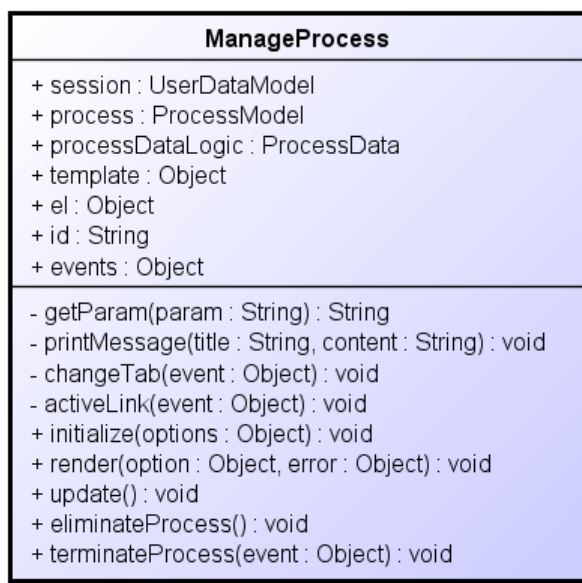 ManageProcess
+ session : UserDataModel
+ process : ProcessModel
+ processDataLogic : ProcessData
+ template : Object
+ el : Object
+ id : String
+ events : Object
- getParam(param : String) : String
- printMessage(title : String, content : String) : void
- changeTab(event : Object) : void
- activeLink(event : Object) : void
+ initialize(options : Object) : void
+ render(option : Object, error : Object) : void
+ update() : void
+ eliminateProcess() : void
+ terminateProcess(event : Object) : void